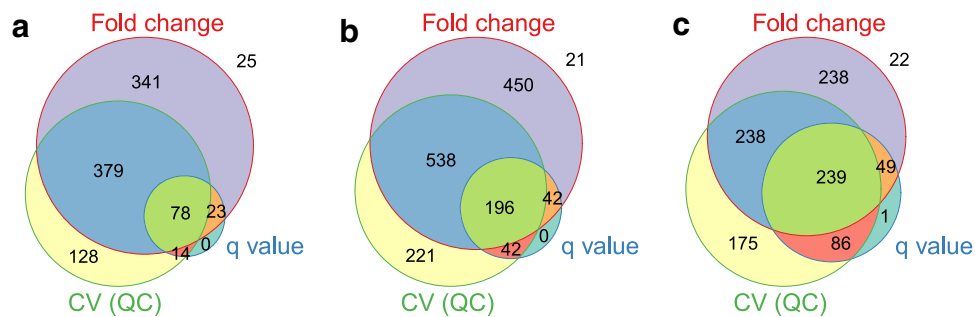 a
Fold change
25
341
379
78
23
0
14
128
q value
CV (QC)
b
Fold change
21
450
538
196
42
0
42
221
q value
CV (QC)
c
Fold change
22
238
238
239
49
1
86
175
q value
CV (QC)